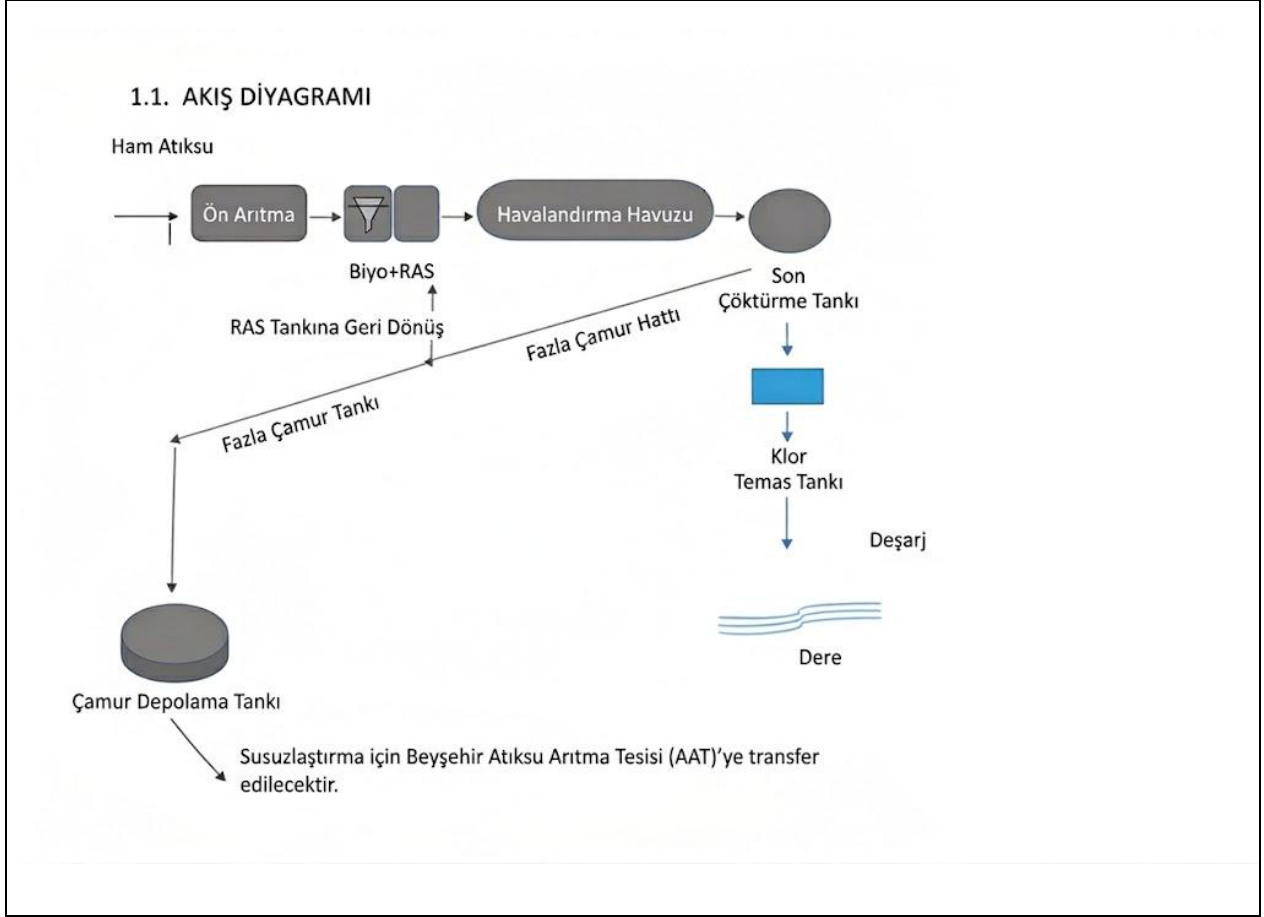 1.1. AKIŞ DİYAGRAMI
Ham Atıksu
Ön Arıtma
Havalandırma Havuzu
Biyo+RAS
Son
Çöktürme Tankı
RAS Tankına Geri Dönüş
Fazla Çamur Hattı
Fazla Çamur Tankı
Klor
Temas Tankı
Deşarj
Dere
Çamur Depolama Tankı
Susuzlaştırma için Beyşehir Atıksu Arıtma Tesisi (AAT)’ye transfer
edilecektir.